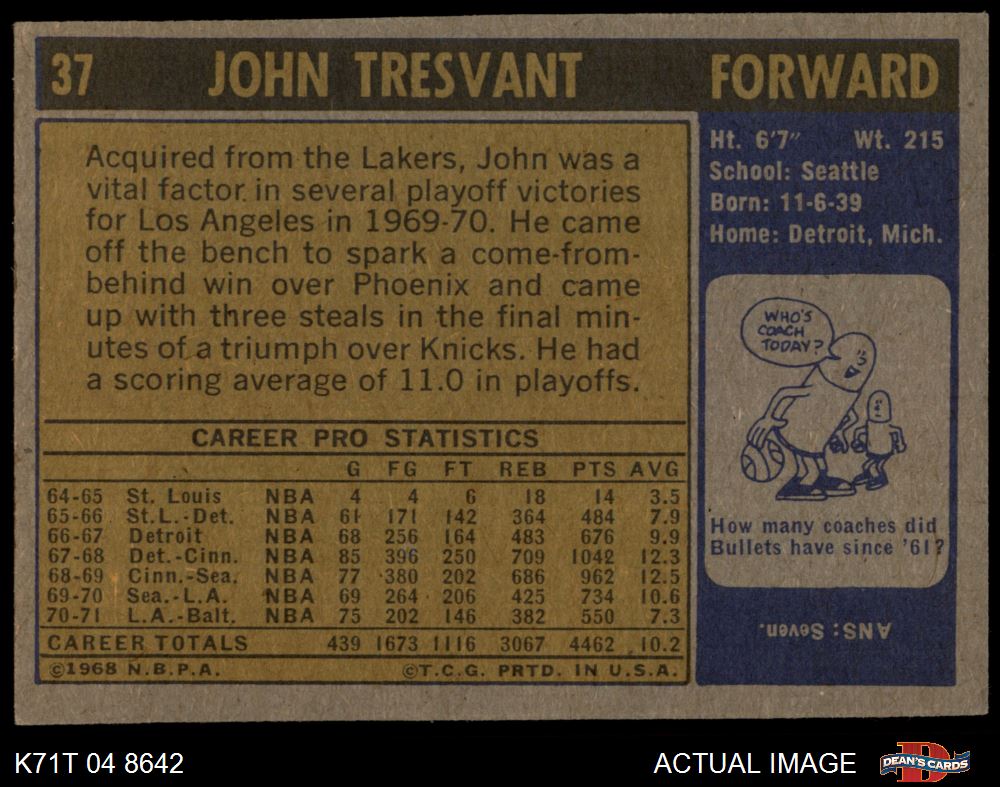 37 JOHN TRESVANT FORWARD
Acquired from the Lakers, John was a
vital factor in several playoff victories
for Los Angeles in 1969-70. He came
off the bench to spark a come-from-
behind win over Phoenix and came
up with three steals in the final min-
utes of a triumph over Knicks. He had
a scoring average of 11.0 in playoffs.
CAREER PRO STATISTICS
G FG FT REB PTS AVG
64-65 St. Louis NBA 4 4 6 18 14 3.5
65-66 St.L.-Det. NBA 61 171 142 364 484 7.9
66-67 Detroit NBA 68 256 164 483 676 9.9
67-68 Det.-Cinn. NBA 85 396 250 709 1042 12.3
68-69 Cinn.-Sea. NBA 77 380 202 686 962 12.5
69-70 Sea.-L.A. NBA 69 264 206 425 734 10.6
70-71 L.A.-Balt. NBA 75 202 146 382 550 7.3
CAREER TOTALS 439 1673 1116 3067 4462 10.2
©1968 N.B.P.A. ©T.C.G. PRTD. IN U.S.A.
Ht. 6'7" Wt. 215
School: Seattle
Born: 11-6-39
Home: Detroit, Mich.
WHO'S
COACH
TODAY?
How many coaches did
Bullets have since '61?
ANS: Seven.
K71T 04 8642 ACTUAL IMAGE DEAN'S CARDS